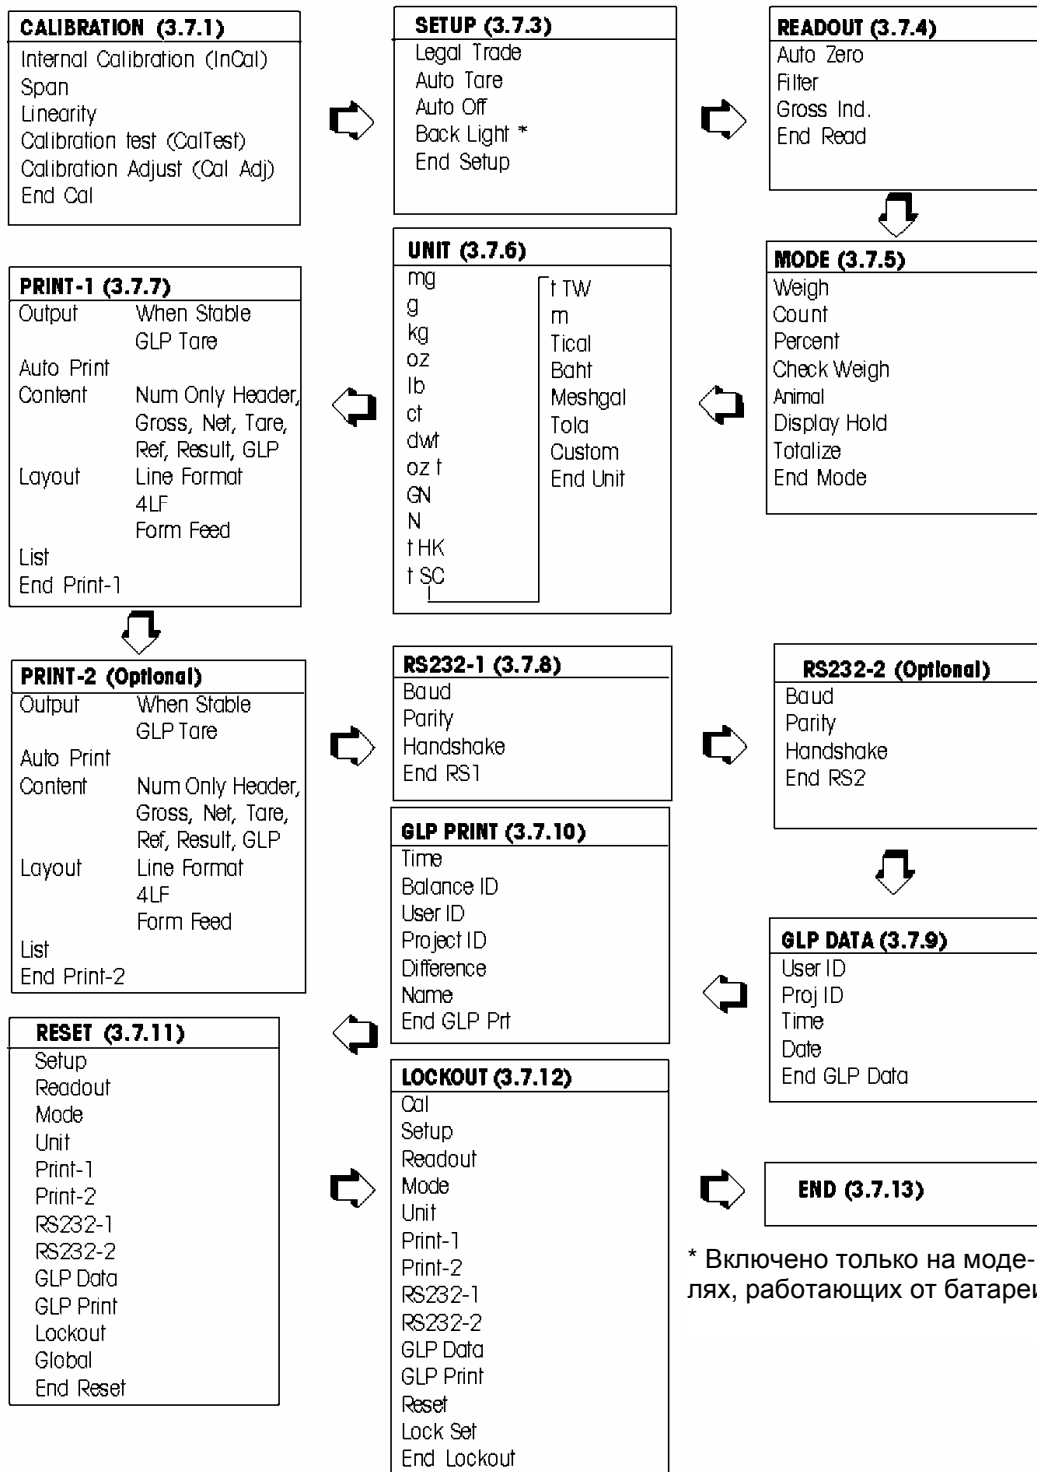 CALIBRATION (3.7.1)
Internal Calibration (InCal)
Span
Linearity
Calibration test (CalTest)
Calibration Adjust (Cal Adj)
End Cal
SETUP (3.7.3)
Legal Trade
Auto Tare
Auto Off
Back Light *
End Setup
READOUT (3.7.4)
Auto Zero
Filter
Gross Ind.
End Read
MODE (3.7.5)
Weigh
Count
Percent
Check Weigh
Animal
Display Hold
Totalize
End Mode
UNIT (3.7.6)
mg
g
kg
oz
lb
ct
dwt
oz t
GN
N
t HK
t SC
t TW
m
Tical
Baht
Meshgal
Tola
Custom
End Unit
PRINT-1 (3.7.7)
Output When Stable
GLP Tare
Auto Print
Content Num Only Header,
Gross, Net, Tare,
Ref, Result, GLP
Layout Line Format
4LF
Form Feed
List
End Print-1
PRINT-2 (Optional)
Output When Stable
GLP Tare
Auto Print
Content Num Only Header,
Gross, Net, Tare,
Ref, Result, GLP
Layout Line Format
4LF
Form Feed
List
End Print-2
RS232-1 (3.7.8)
Baud
Parity
Handshake
End RS1
RS232-2 (Optional)
Baud
Parity
Handshake
End RS2
GLP DATA (3.7.9)
User ID
Proj ID
Time
Date
End GLP Data
GLP PRINT (3.7.10)
Time
Balance ID
User ID
Project ID
Difference
Name
End GLP Prt
RESET (3.7.11)
Setup
Readout
Mode
Unit
Print-1
Print-2
RS232-1
RS232-2
GLP Data
GLP Print
Lockout
Global
End Reset
LOCKOUT (3.7.12)
Cal
Setup
Readout
Mode
Unit
Print-1
Print-2
RS232-1
RS232-2
GLP Data
GLP Print
Reset
Lock Set
End Lockout
END (3.7.13)
* Включено только на моде-
лях, работающих от батареи